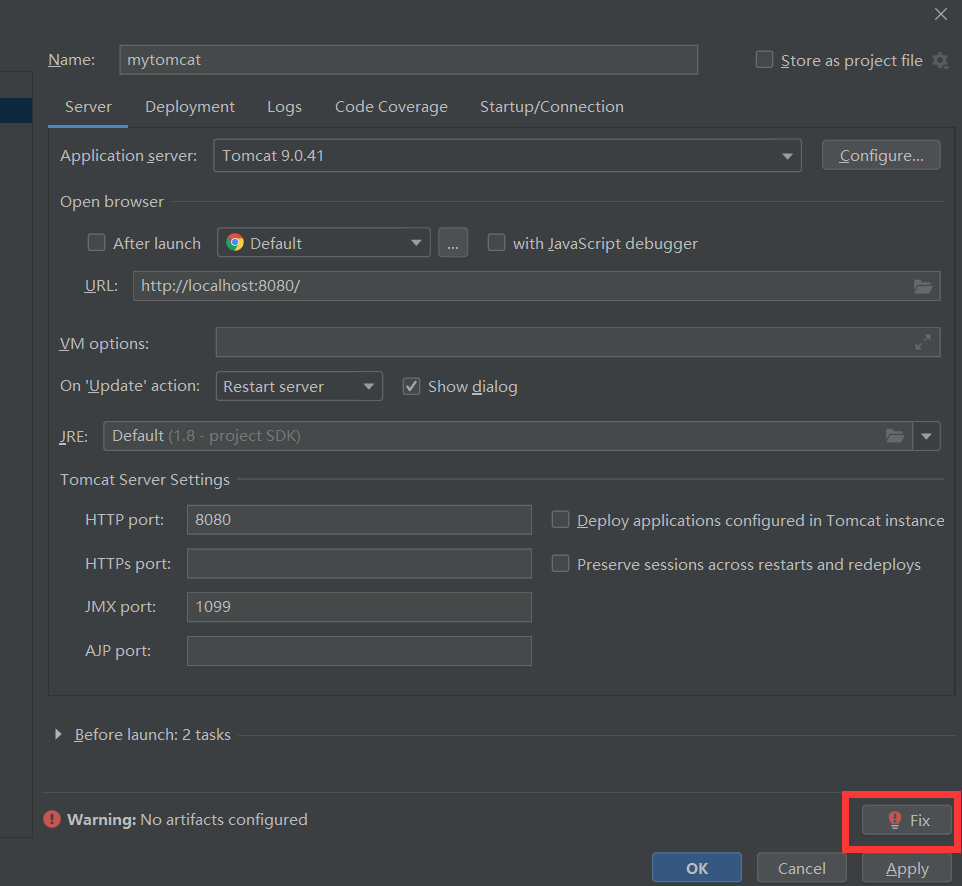 Name: mytomcat Store as project file
Server Deployment Logs Code Coverage Startup/Connection
Application server: Tomcat 9.0.41 Configure...
Open browser
After launch Default ... with JavaScript debugger
URL: http://localhost:8080/
VM options:
On 'Update' action: Restart server Show dialog
JRE: Default (1.8 - project SDK)
Tomcat Server Settings
HTTP port: 8080 Deploy applications configured in Tomcat instance
HTTPs port: Preserve sessions across restarts and redeploys
JMX port: 1099
AJP port:
Before launch: 2 tasks
Warning: No artifacts configured Fix
OK Cancel Apply